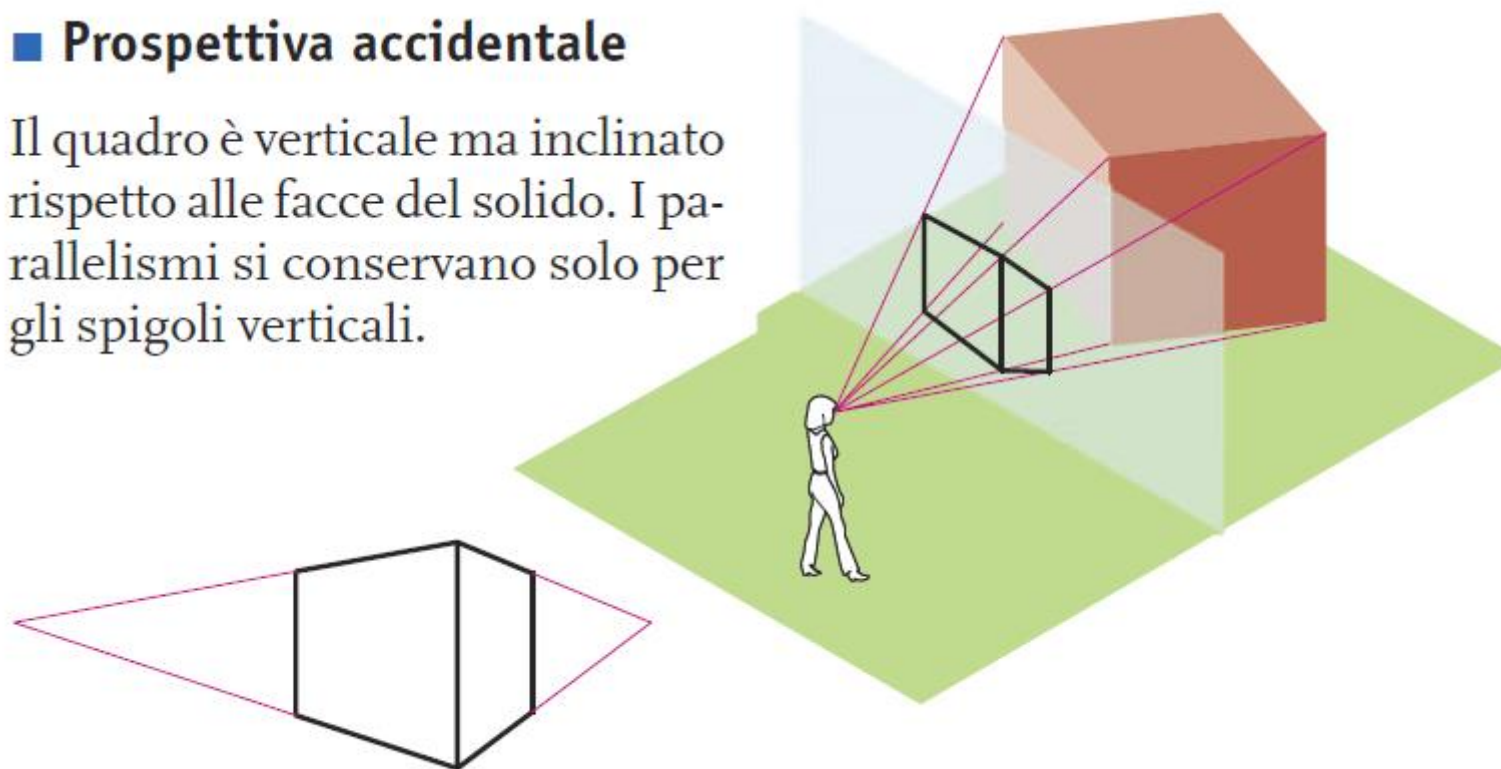 Prospettiva accidentale
Il quadro è verticale ma inclinato
rispetto alle facce del solido. I pa-
rallelismi si conservano solo per
gli spigoli verticali.